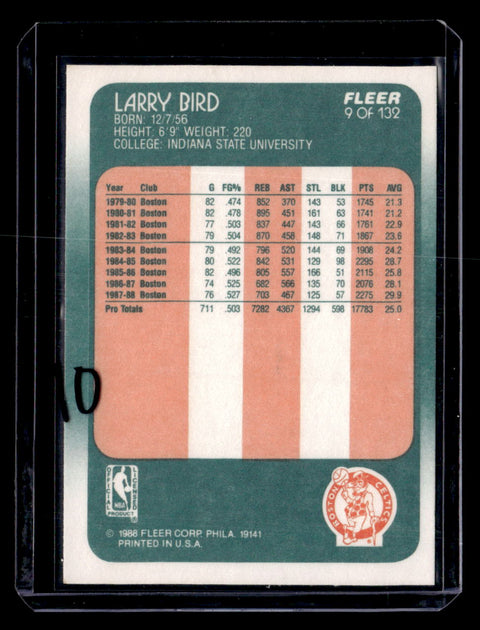 LARRY BIRD
FLEER
BORN: 12/7/56
9 OF 132
HEIGHT: 6'9" WEIGHT: 220
COLLEGE: INDIANA STATE UNIVERSITY
Year Club G FG% REB AST STL BLK PTS AVG
1979-80 Boston 82 .474 852 370 143 53 1745 21.3
1980-81 Boston 82 .478 895 451 161 63 1741 21.2
1981-82 Boston 77 .503 837 447 143 66 1761 22.9
1982-83 Boston 79 .504 870 458 148 71 1867 23.6
1983-84 Boston 79 .492 796 520 144 69 1908 24.2
1984-85 Boston 80 .522 842 531 129 98 2295 28.7
1985-86 Boston 82 .496 805 557 166 51 2115 25.8
1986-87 Boston 74 .525 682 566 135 70 2076 28.1
1987-88 Boston 76 .527 703 467 125 57 2275 29.9
Pro Totals 711 .503 7282 4367 1294 598 17783 25.0
10
OFFICIAL LICENSED
NBA
PRODUCT
BOSTON CELTICS
© 1988 FLEER CORP. PHILA. 19141
PRINTED IN U.S.A.